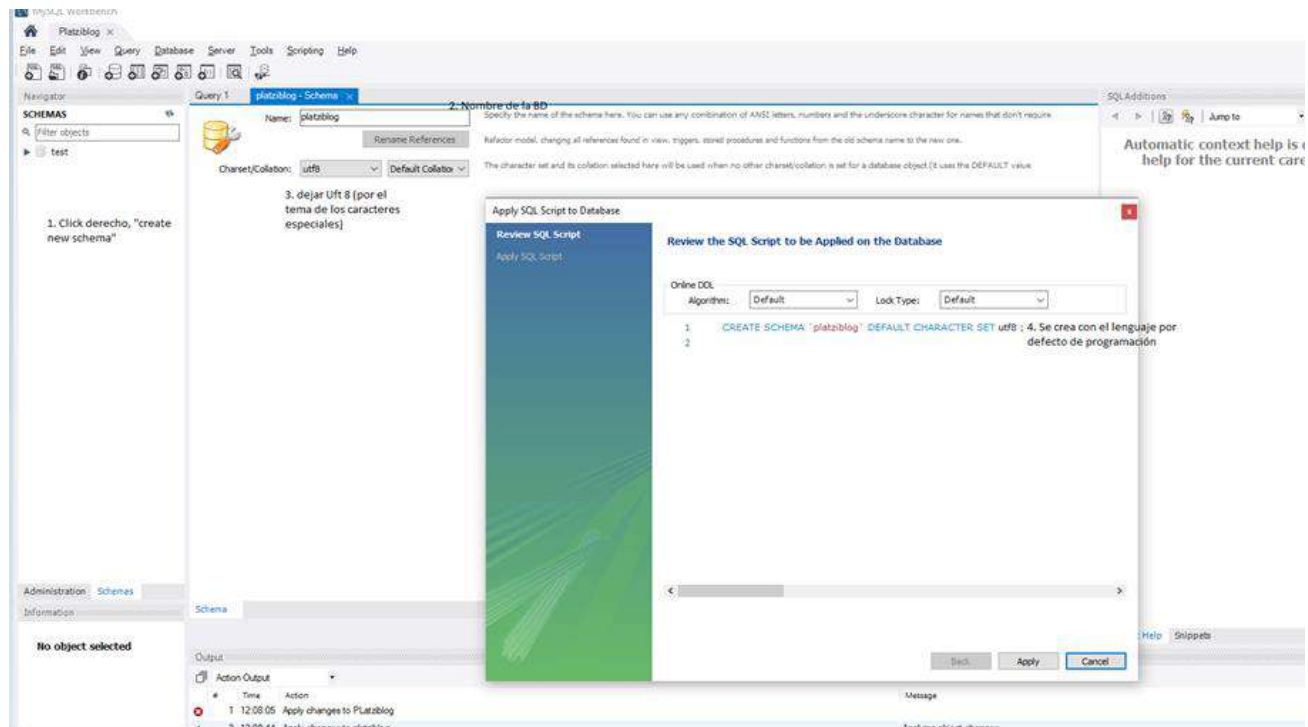 MySQL Workbench
Platziblog ×
File Edit View Query Database Server Tools Scripting Help
Navigator
SCHEMAS
Filter objects
test
1. Click derecho, "create
new schema"
Administration Schemas
Information
No object selected
Query 1 platziblog - Schema ×
2. Nombre de la BD
Name: platziblog
Specify the name of the schema here. You can use any combination of ANSI letters, numbers and the underscore character for names that don't require
Rename References
Refactor model, changing all references found in view, triggers, stored procedures and functions from the old schema name to the new one.
Charset/Collation: utf8 Default Collation
The character set and its collation selected here will be used when no other charset/collation is set for a database object (it uses the DEFAULT value
3. dejar Uft 8 (por el
tema de los caracteres
especiales]
Schema
Apply SQL Script to Database
x
Review SQL Script
Apply SQL Script
Review the SQL Script to be Applied on the Database
Online DDL
Algorithm: Default Lock Type: Default
1 CREATE SCHEMA `platziblog` DEFAULT CHARACTER SET utf8 ;
2
4. Se crea con el lenguaje por
defecto de programación
Back Apply Cancel
SQLAdditions
Jump to
Automatic context help is
help for the current care
Help Snippets
Output
Action Output
# Time Action Message
1 12:08:05 Apply changes to PLatziblog